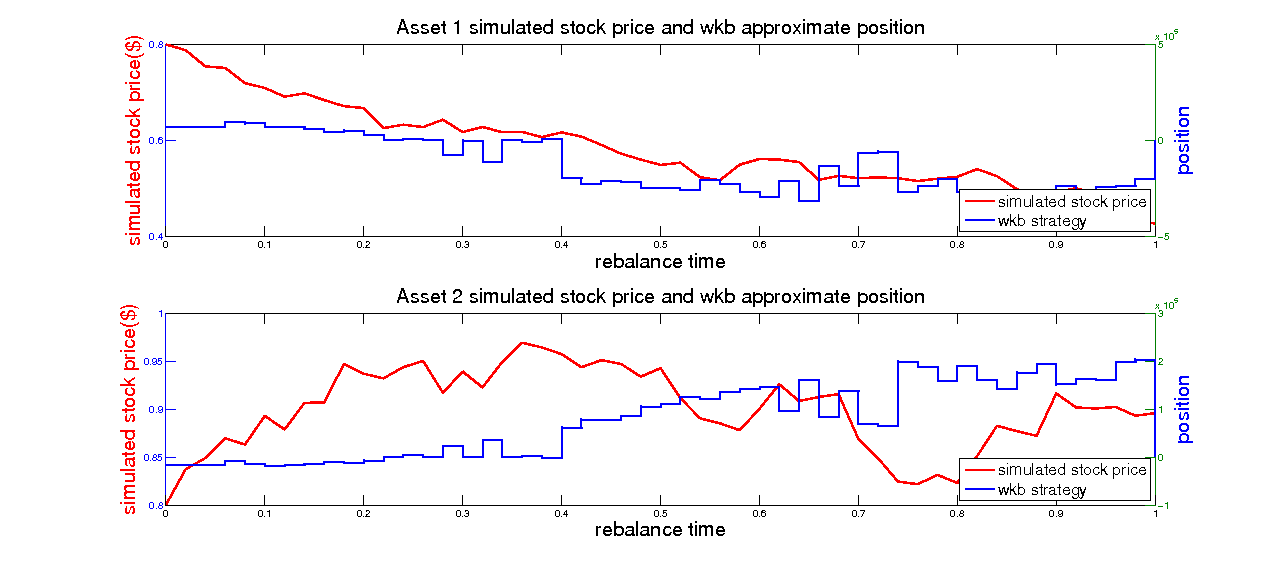 Asset 1 simulated stock price and wkb approximate position
x 10
simulated stock price($)
0.8
0.6
0.4
5
0
-5
position
simulated stock price
wkb strategy
0 0.1 0.2 0.3 0.4 0.5 0.6 0.7 0.8 0.9 1
rebalance time
Asset 2 simulated stock price and wkb approximate position
x 10
simulated stock price($)
1
0.95
0.9
0.85
0.8
3
2
1
0
-1
position
simulated stock price
wkb strategy
0 0.1 0.2 0.3 0.4 0.5 0.6 0.7 0.8 0.9 1
rebalance time